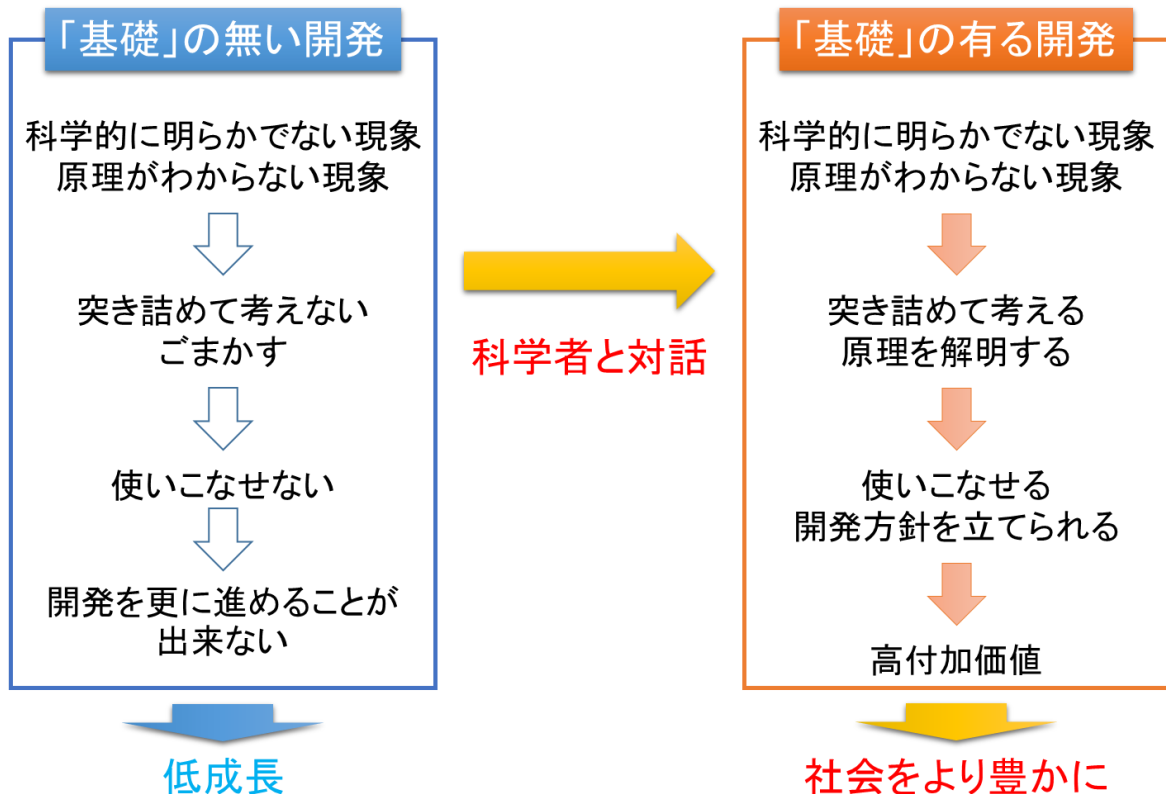 「基礎」の無い開発
科学的に明らかでない現象
原理がわからない現象
突き詰めて考えない
ごまかす
使いこなせない
開発を更に進めることが
出来ない
低成長
科学者と対話
「基礎」の有る開発
科学的に明らかでない現象
原理がわからない現象
突き詰めて考える
原理を解明する
使いこなせる
開発方針を立てられる
高付加価値
社会をより豊かに